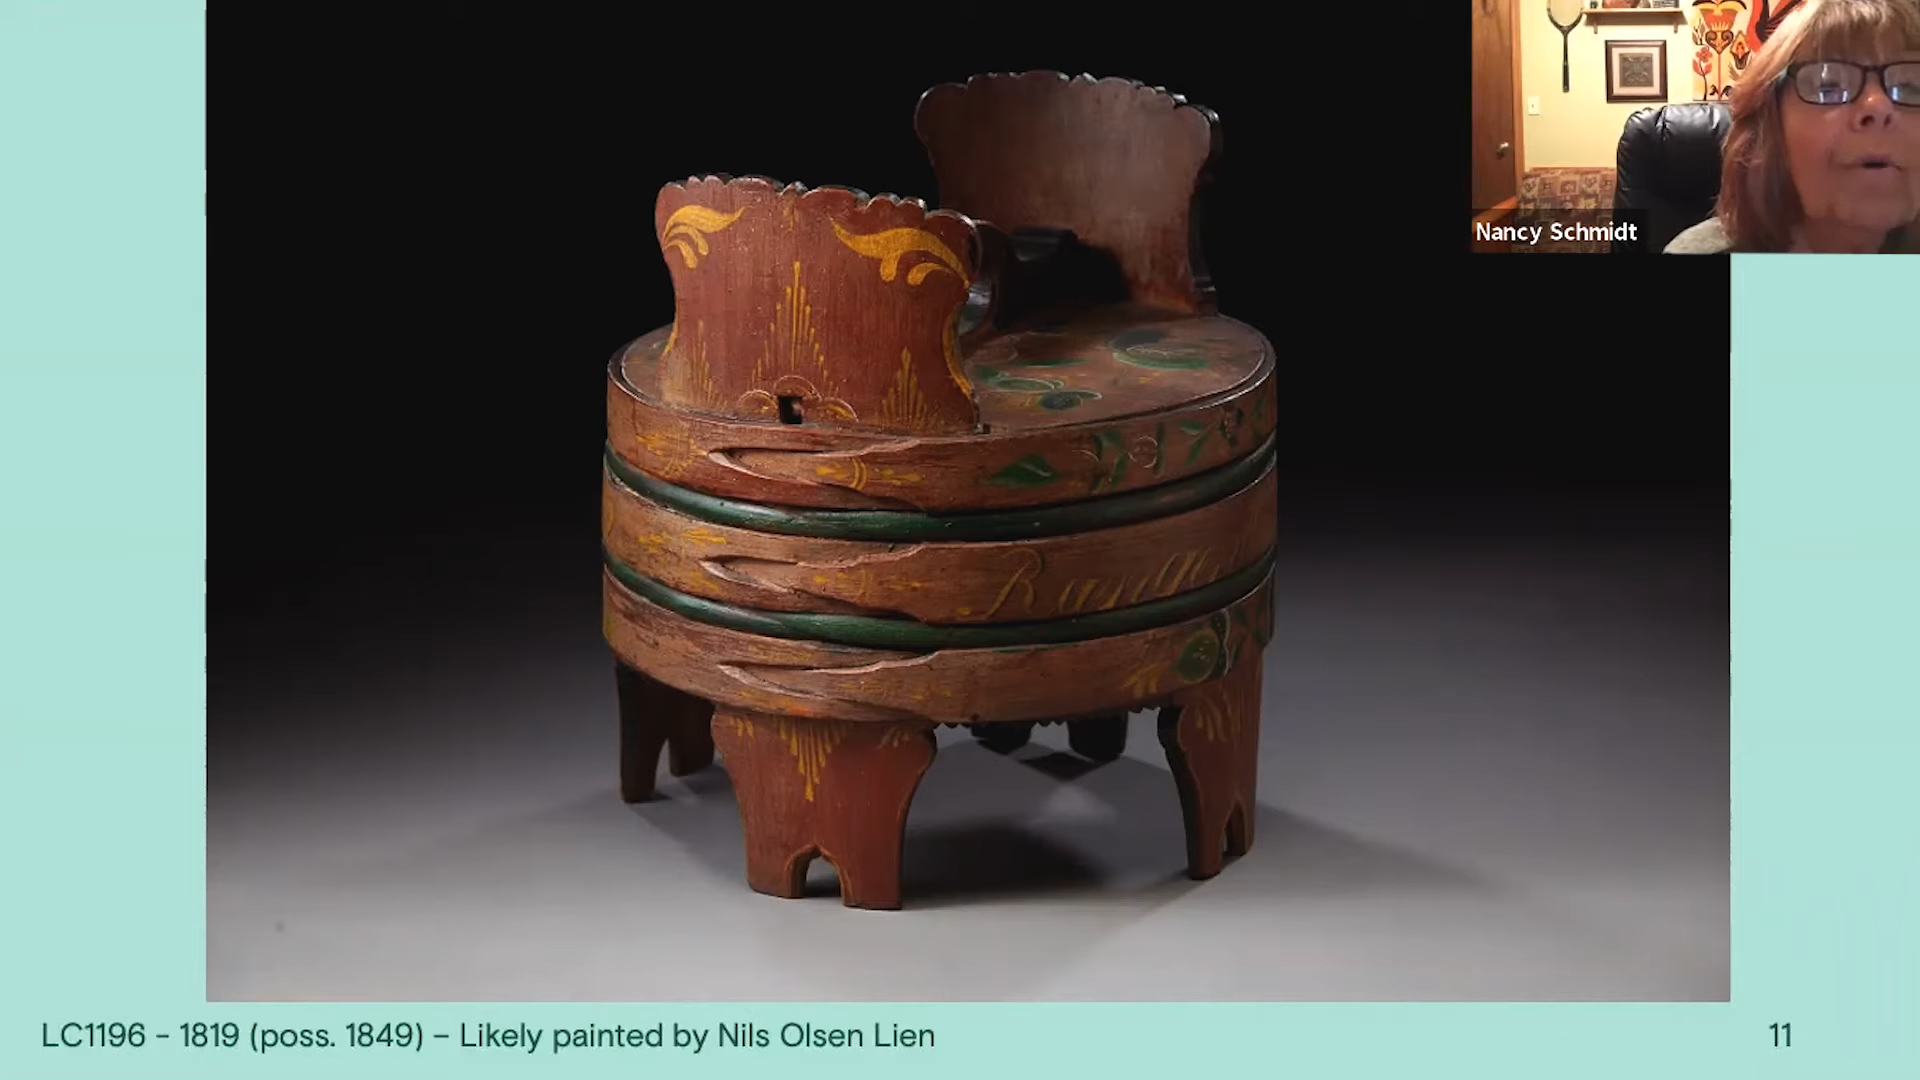 Nancy Schmidt
LC1196 - 1819 (poss. 1849) – Likely painted by Nils Olsen Lien
11